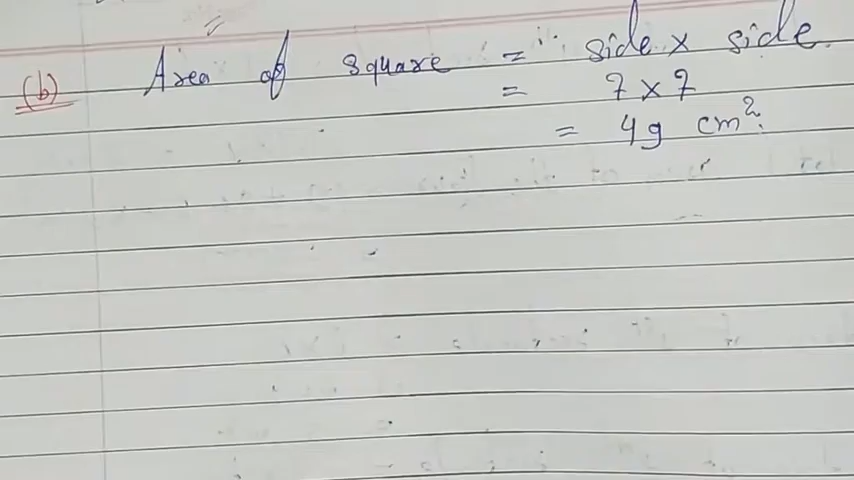 (b) Area of square = side x side
= 7 x 7
= 49 cm².